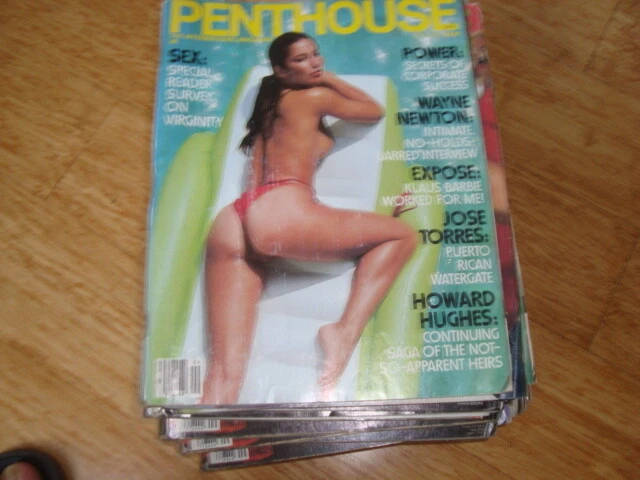 PENTHOUSE
SEX:
SPECIAL
READER
SURVEY
ON
VIRGINITY
POWER:
SECRETS OF
CORPORATE
SUCCESS
WAYNE
NEWTON:
INTIMATE,
NO-HOLDS-
BARRED INTERVIEW
EXPOSE:
KLAUS BARBIE
WORKED FOR ME!
JOSE
TORRES:
PUERTO
RICAN
WATERGATE
HOWARD
HUGHES:
CONTINUING
SAGA OF THE NOT-
SO-APPARENT HEIRS